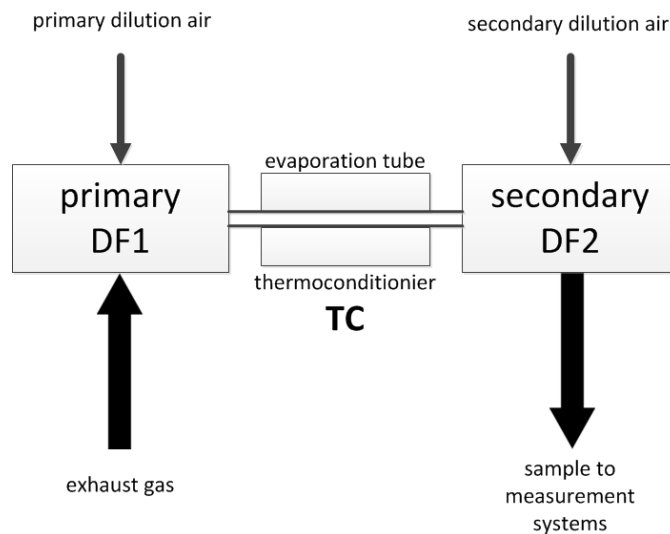 primary dilution air
secondary dilution air
evaporation tube
primary
DF1
secondary
DF2
thermoconditionier
TC
exhaust gas
sample to
measurement
systems